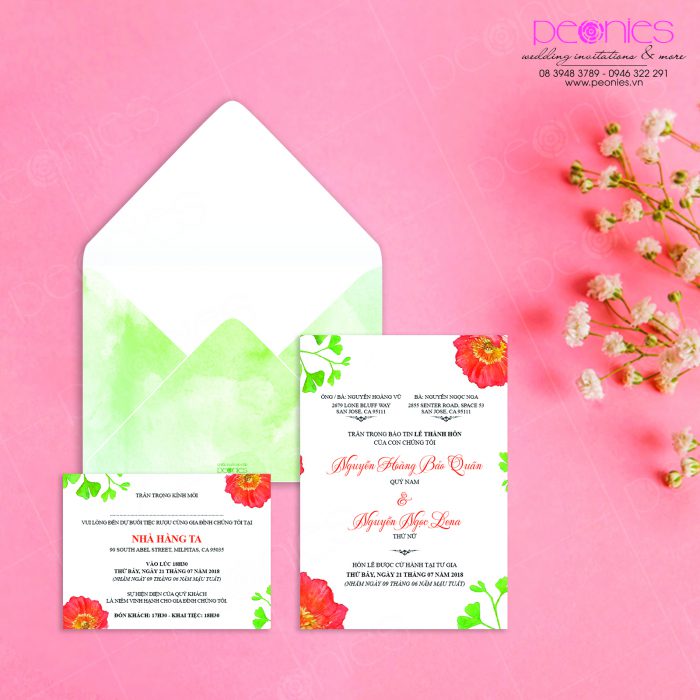 peonies
wedding invitations & more
08 3948 3789 - 0946 322 291
www.peonies.vn
peonies
ÔNG / BÀ: NGUYỄN HOÀNG VŨ
2679 LONE BLUFF WAY
SAN JOSE, CA 95111
BÀ: NGUYỄN NGỌC NGA
2855 SENTER ROAD, SPACE 53
SAN JOSE, CA 95111
TRÂN TRỌNG BÁO TIN LỄ THÀNH HÔN
CỦA CON CHÚNG TÔI
Nguyễn Hoàng Bảo Quân
QUÝ NAM
&
Nguyễn Ngọc Liena
THỨ NỮ
HÔN LỄ ĐƯỢC CỬ HÀNH TẠI TƯ GIA
THỨ BẢY, NGÀY 21 THÁNG 07 NĂM 2018
(NHẰM NGÀY 09 THÁNG 06 NĂM MẬU TUẤT)
TRÂN TRỌNG KÍNH MỜI
VUI LÒNG ĐẾN DỰ BUỔI TIỆC RƯỢU CÙNG GIA ĐÌNH CHÚNG TÔI TẠI
NHÀ HÀNG TA
90 SOUTH ABEL STREET, MILPITAS, CA 95035
VÀO LÚC 18H30
THỨ BẢY, NGÀY 21 THÁNG 07 NĂM 2018
(NHẰM NGÀY 09 THÁNG 06 NĂM MẬU TUẤT)
SỰ HIỆN DIỆN CỦA QUÝ KHÁCH
LÀ NIỀM VINH HẠNH CHO GIA ĐÌNH CHÚNG TÔI.
ĐÓN KHÁCH: 17H30 - KHAI TIỆC: 18H30